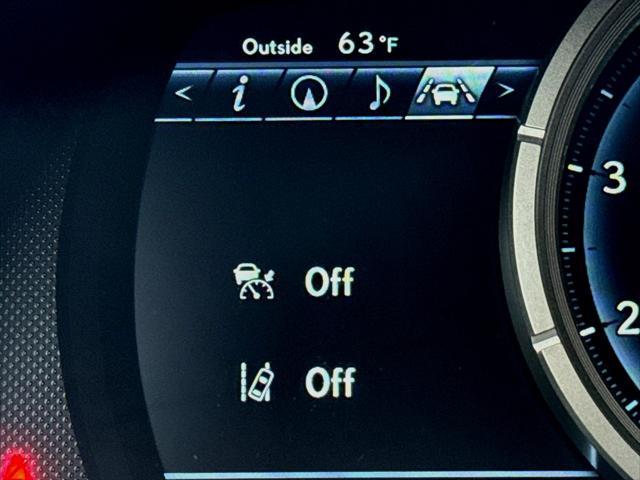 Outside 63°F
< i >
3
Off
2
Off